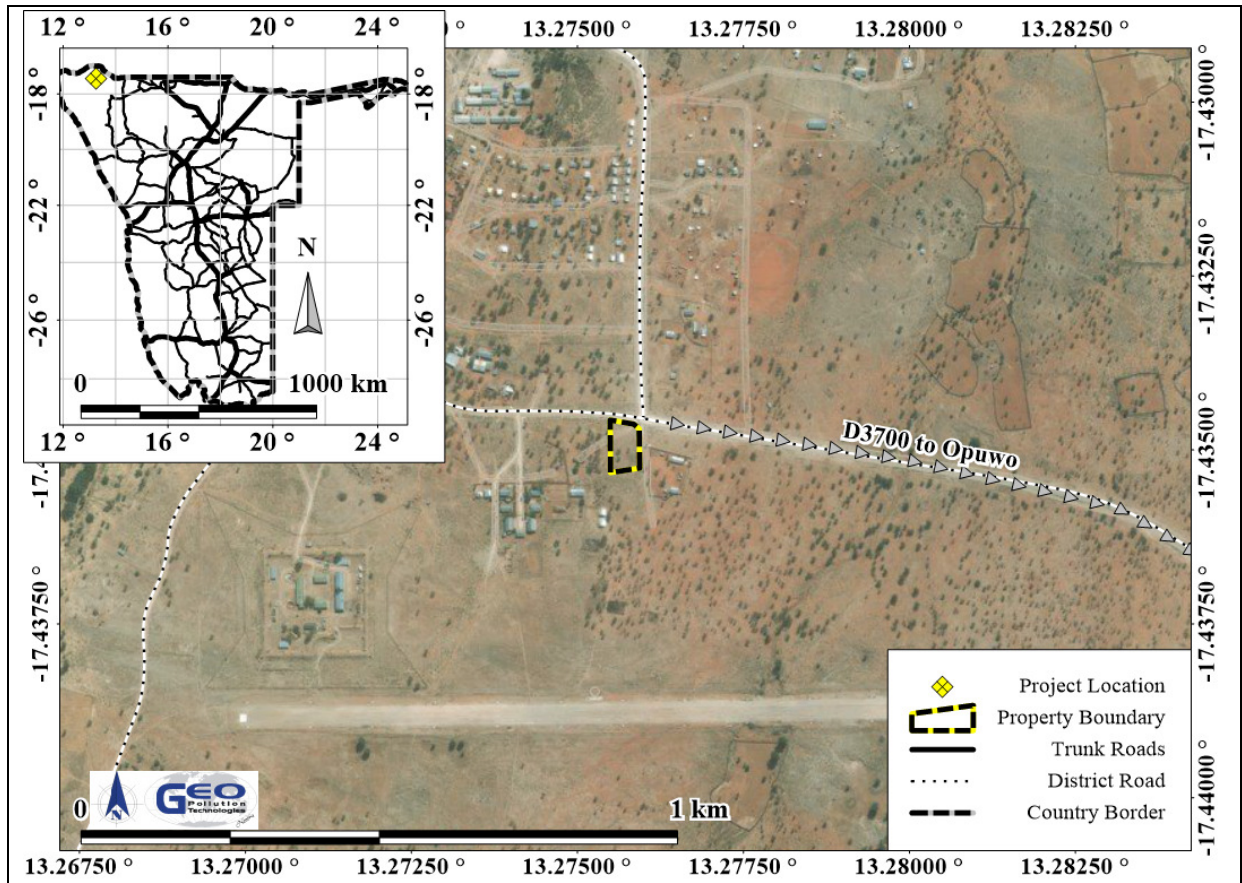 12 ° 16 ° 20 ° 24 °
0 ° 13.27500 ° 13.27750 ° 13.28000 ° 13.28250 °
-18 °
-22 °
-26 °
-18 °
-22 °
-26 °
N
0 1000 km
12 ° 16 ° 20 ° 24 °
-17.43000 °
-17.43250 °
-17.43500 °
-17.43750 °
-17.44000 °
-17.4
-17.43750 °
D3700 to Opuwo
Project Location
Property Boundary
Trunk Roads
District Road
Country Border
N
GEO
Pollution
Technologies
0 1 km
13.26750 ° 13.27000 ° 13.27250 ° 13.27500 ° 13.27750 ° 13.28000 ° 13.28250 °